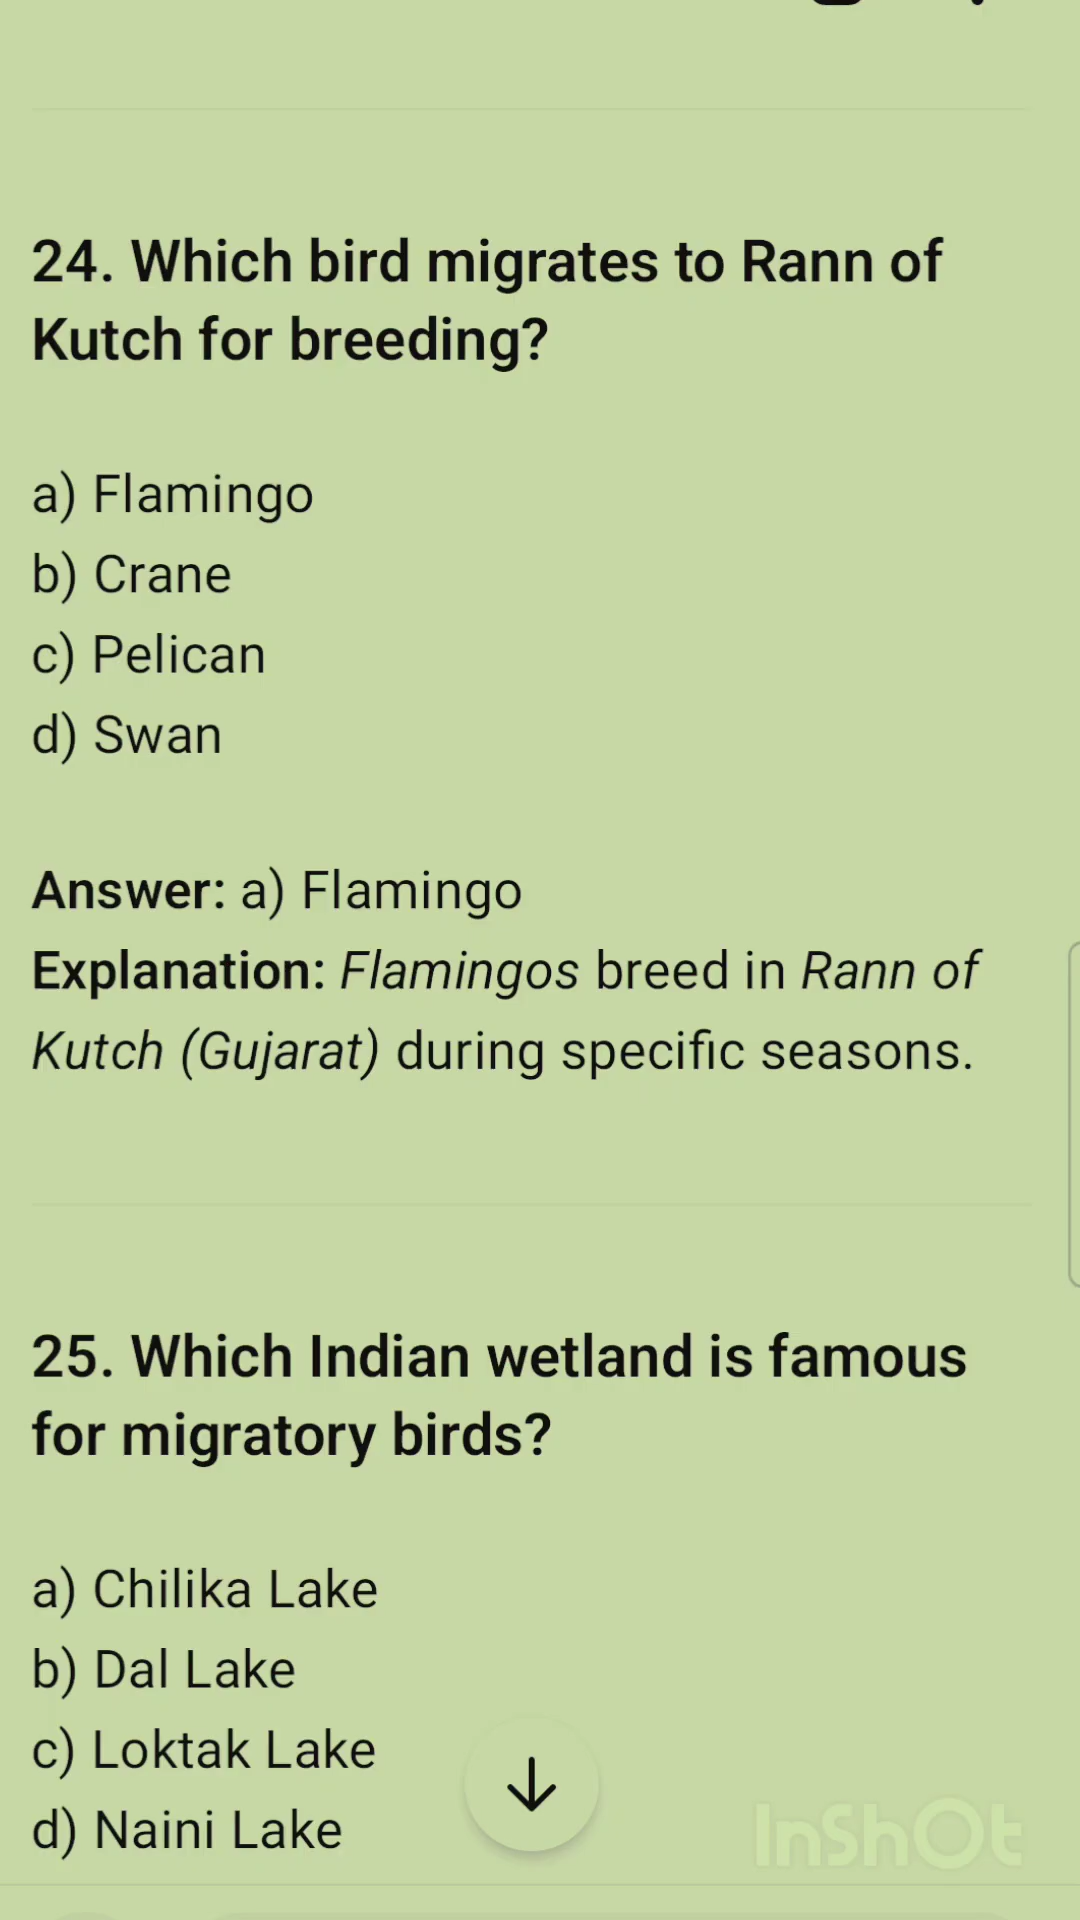 24. Which bird migrates to Rann of
Kutch for breeding?
a) Flamingo
b) Crane
c) Pelican
d) Swan
Answer: a) Flamingo
Explanation: Flamingos breed in Rann of
Kutch (Gujarat) during specific seasons.
25. Which Indian wetland is famous
for migratory birds?
a) Chilika Lake
b) Dal Lake
c) Loktak Lake
d) Naini Lake
InShOt